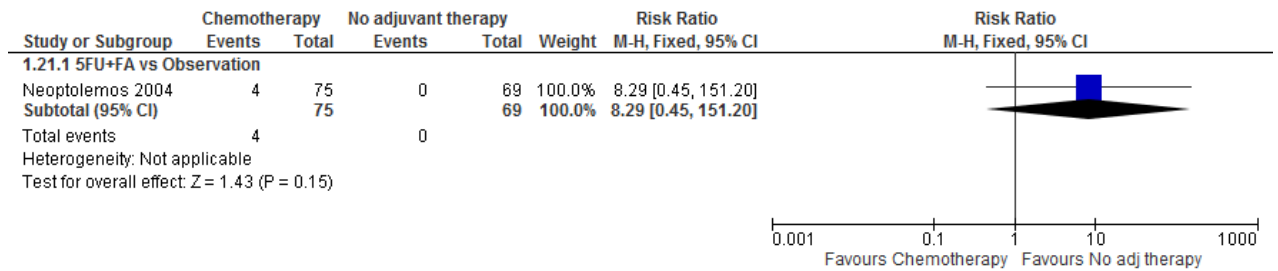 Chemotherapy No adjuvant therapy Risk Ratio Risk Ratio
Study or Subgroup Events Total Events Total Weight M-H, Fixed, 95% CI M-H, Fixed, 95% CI
1.21.1 5FU+FA vs Observation
Neoptolemos 2004 4 75 0 69 100.0% 8.29 [0.45, 151.20]
Subtotal (95% CI) 75 69 100.0% 8.29 [0.45, 151.20]
Total events 4 0
Heterogeneity: Not applicable
Test for overall effect: Z = 1.43 (P = 0.15)
0.001 0.1 1 10 1000
Favours Chemotherapy Favours No adj therapy